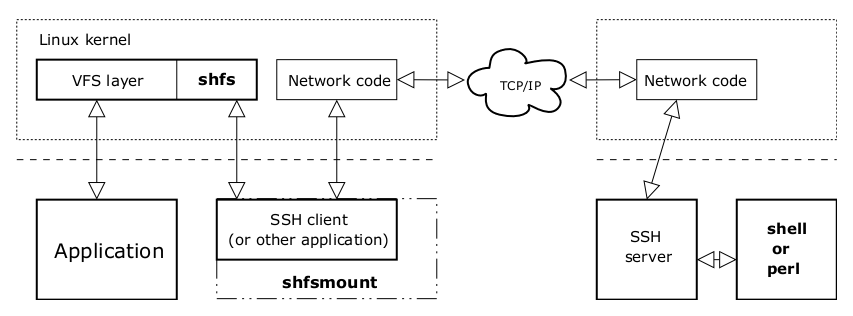 Linux kernel
VFS layer
shfs
Network code
TCP/IP
Network code
Application
SSH client
(or other application)
shfsmount
SSH
server
shell
or
perl